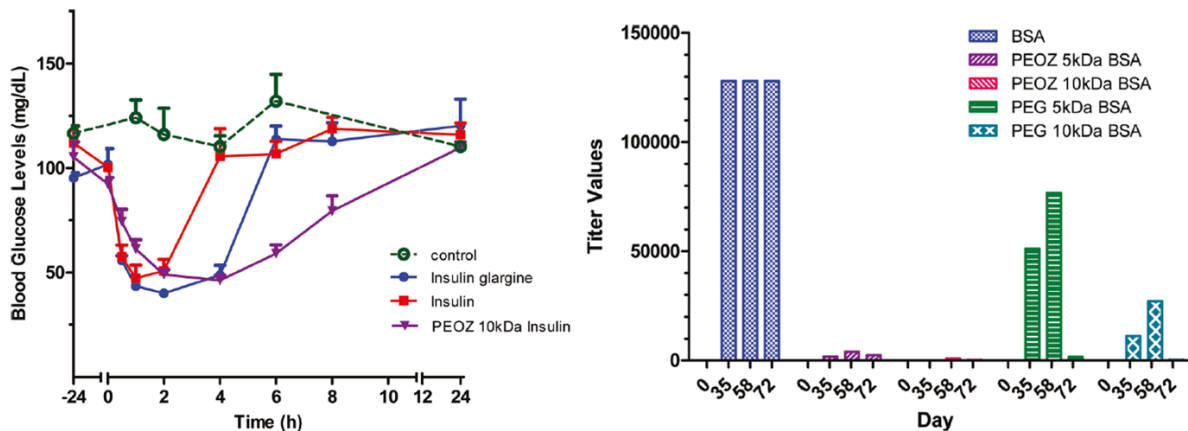 Blood Glucose Levels (mg/dL)
150
100
50
-24 0 2 4 6 8 10 12 24
Time (h)
control
Insulin glargine
Insulin
PEOZ 10kDa Insulin
Titer Values
150000
100000
50000
0
0 35 58 72 0 35 58 72 0 35 58 72 0 35 58 72 0 35 58 72
Day
BSA
PEOZ 5kDa BSA
PEOZ 10kDa BSA
PEG 5kDa BSA
PEG 10kDa BSA